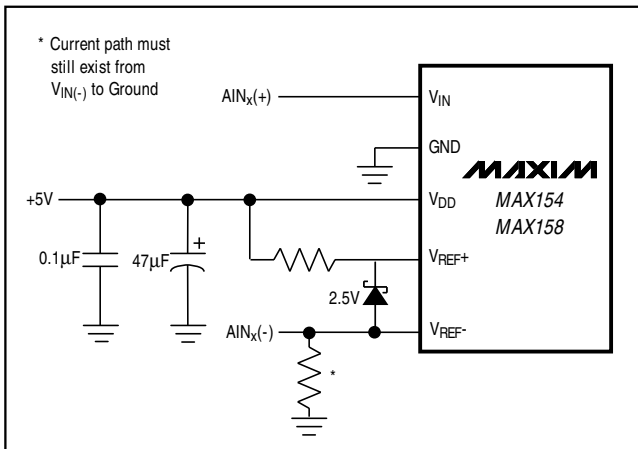 * Current path must
still exist from
VIN(-) to Ground
AINx(+)
VIN
GND
MAXIM
+5V
VDD
MAX154
MAX158
0.1µF
47µF
+
VREF+
2.5V
AINx(-)
VREF-
*